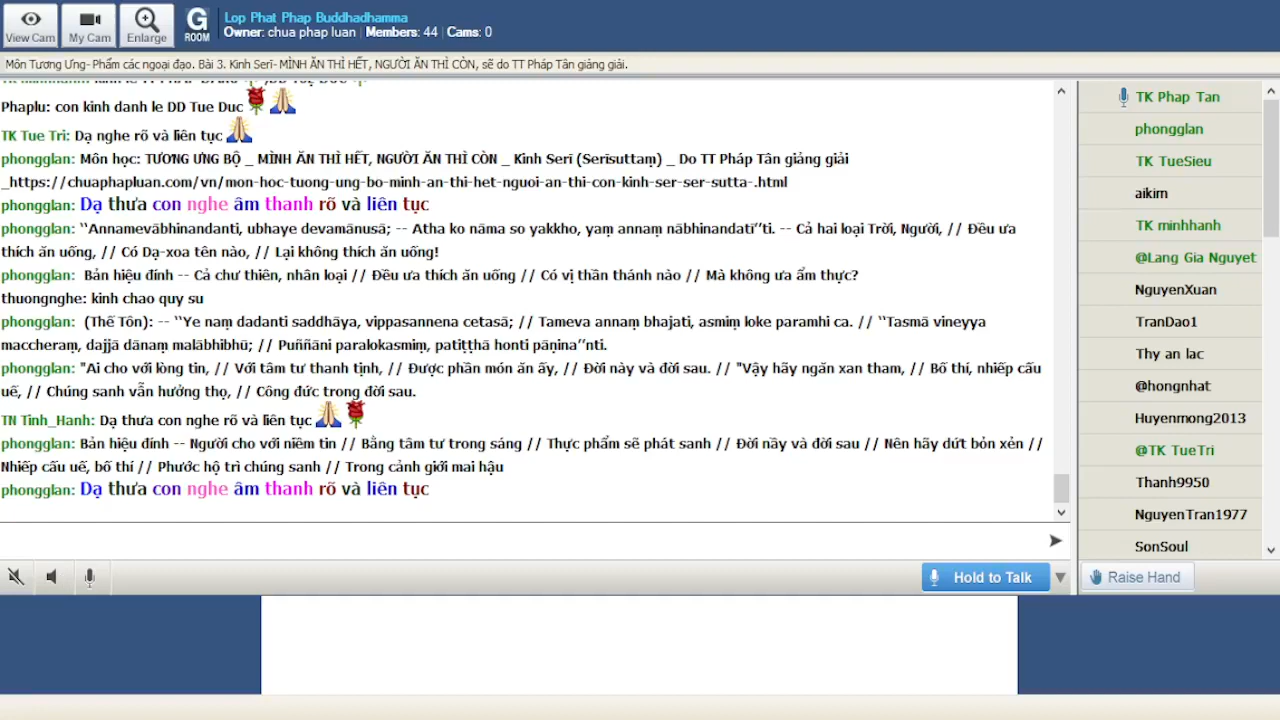 View Cam
My Cam
Enlarge
G
ROOM
Lop Phat Phap Buddhadhamma
Owner: chua phap luan | Members: 44 | Cams: 0
Môn Tương Ưng- Phẩm các ngoại đạo. Bài 3. Kinh Serī- MÌNH ĂN THÌ HẾT, NGƯỜI ĂN THÌ CÒN, sẽ do TT Pháp Tân giảng giải.
Phaplu: con kinh danh le DD Tue Duc
TK Tue Tri: Dạ nghe rõ và liên tục
phongglan: Môn học: TƯƠNG ƯNG BỘ _ MÌNH ĂN THÌ HẾT, NGƯỜI ĂN THÌ CÒN _ Kinh Serī (Serīsuttaṃ) _ Do TT Pháp Tân giảng giải
_https://chuaphapluan.com/vn/mon-hoc-tuong-ung-bo-minh-an-thi-het-nguoi-an-thi-con-kinh-ser-ser-sutta-.html
phongglan: Dạ thưa con nghe âm thanh rõ và liên tục
phongglan: ‘‘Annamevābhinandanti, ubhaye devamānusā; -- Atha ko nāma so yakkho, yaṃ annaṃ nābhinandatī’’ti. -- Cả hai loại Trời, Người, // Đều ưa
thích ăn uống, // Có Dạ-xoa tên nào, // Lại không thích ăn uống!
phongglan: Bản hiệu đính -- Cả chư thiên, nhân loại // Đều ưa thích ăn uống // Có vị thần thánh nào // Mà không ưa ẩm thực?
thuongnghe: kinh chao quy su
phongglan: (Thế Tôn): -- ‘‘Ye naṃ dadanti saddhāya, vippasannena cetasā; // Tameva annaṃ bhajati, asmiṃ loke paramhi ca. // ‘‘Tasmā vineyya
maccheraṃ, dajjā dānaṃ malābhibhū; // Puññāni paralokasmiṃ, patiṭṭhā honti pāṇina’’nti.
phongglan: "Ai cho với lòng tin, // Với tâm tư thanh tịnh, // Được phần món ăn ấy, // Đời này và đời sau. // "Vậy hãy ngăn xan tham, // Bố thí, nhiếp cấu
uế, // Chúng sanh vẫn hưởng thọ, // Công đức trong đời sau.
TN Tinh_Hanh: Dạ thưa con nghe rõ và liên tục
phongglan: Bản hiệu đính -- Người cho với niềm tin // Bằng tâm tư trong sáng // Thực phẩm sẽ phát sanh // Đời nầy và đời sau // Nên hãy dứt bỏn xẻn //
Nhiếp cấu uế, bố thí // Phước hộ trì chúng sanh // Trong cảnh giới mai hậu
phongglan: Dạ thưa con nghe âm thanh rõ và liên tục
TK Phap Tan
phongglan
TK TueSieu
aikim
TK minhhanh
@Lang Gia Nguyet
NguyenXuan
TranDao1
Thy an lac
@hongnhat
Huyenmong2013
@TK TueTri
Thanh9950
NguyenTran1977
SonSoul
Hold to Talk
Raise Hand